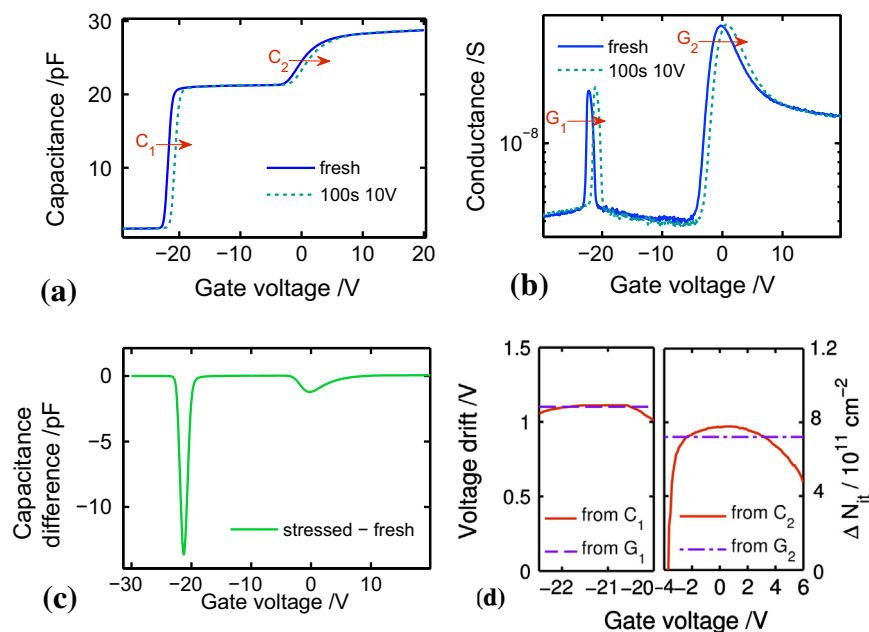 30
20
10
Capacitance /pF
C1
C2
fresh
100s 10V
−20
−10
0
10
20
Gate voltage /V
(a)
10−8
Conductance /S
G1
G2
fresh
100s 10V
−20
−10
0
10
Gate voltage /V
(b)
0
−5
−10
Capacitance
difference /pF
stressed − fresh
−30
−20
−10
0
10
Gate voltage /V
(c)
1.5
1
0.5
0
Voltage drift /V
from C1
from G1
−22
−21
−20
from C2
from G2
−4
−2
0
2
4
6
1.2
8
4
0
Δ Nit / 10^11 cm−2
Gate voltage /V
(d)